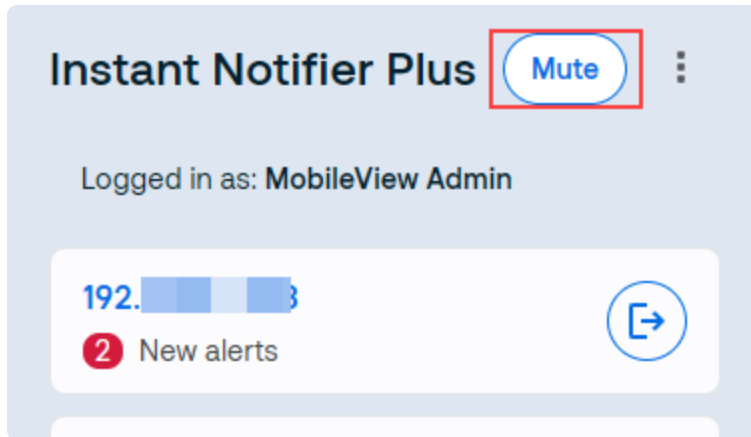 Instant Notifier Plus Mute
Logged in as: MobileView Admin
192.
2 New alerts